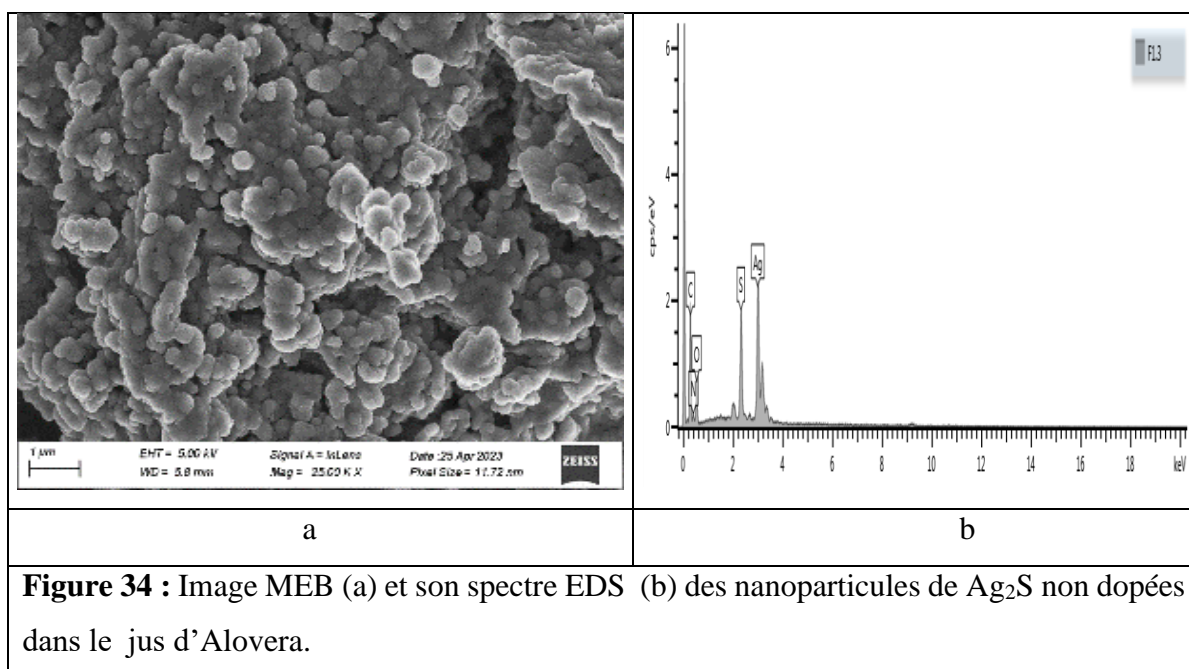 1 µm
EHT = 5.00 kV
Signal A = InLens
Date :25 Apr 2023
WD = 5.8 mm
Mag = 25.00 K X
Pixel Size = 11.72 nm
ZEISS
6
4
2
0
cps/eV
F1.3
C
O
N
S
Ag
0 2 4 6 8 10 12 14 16 18 keV
a
b
Figure 34 : Image MEB (a) et son spectre EDS (b) des nanoparticules de Ag₂S non dopées
dans le jus d’Alovera.